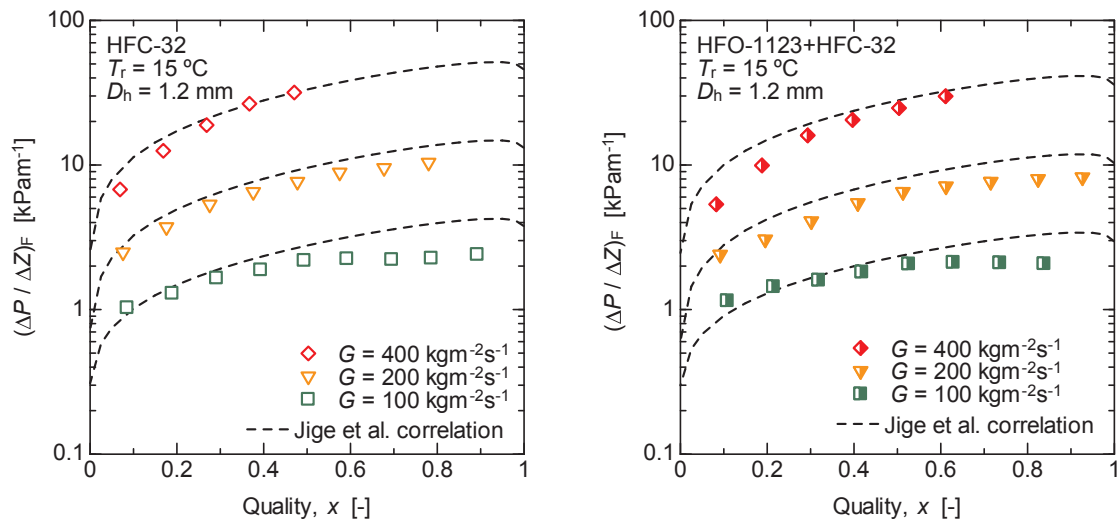 HFC-32
T_r = 15 ºC
D_h = 1.2 mm
(ΔP / ΔZ)_F [kPam⁻¹]
100
10
1
0.1
G = 400 kgm⁻²s⁻¹
G = 200 kgm⁻²s⁻¹
G = 100 kgm⁻²s⁻¹
Jige et al. correlation
0 0.2 0.4 0.6 0.8 1
Quality, x [-]
HFO-1123+HFC-32
T_r = 15 ºC
D_h = 1.2 mm
(ΔP / ΔZ)_F [kPam⁻¹]
100
10
1
0.1
G = 400 kgm⁻²s⁻¹
G = 200 kgm⁻²s⁻¹
G = 100 kgm⁻²s⁻¹
Jige et al. correlation
0 0.2 0.4 0.6 0.8 1
Quality, x [-]